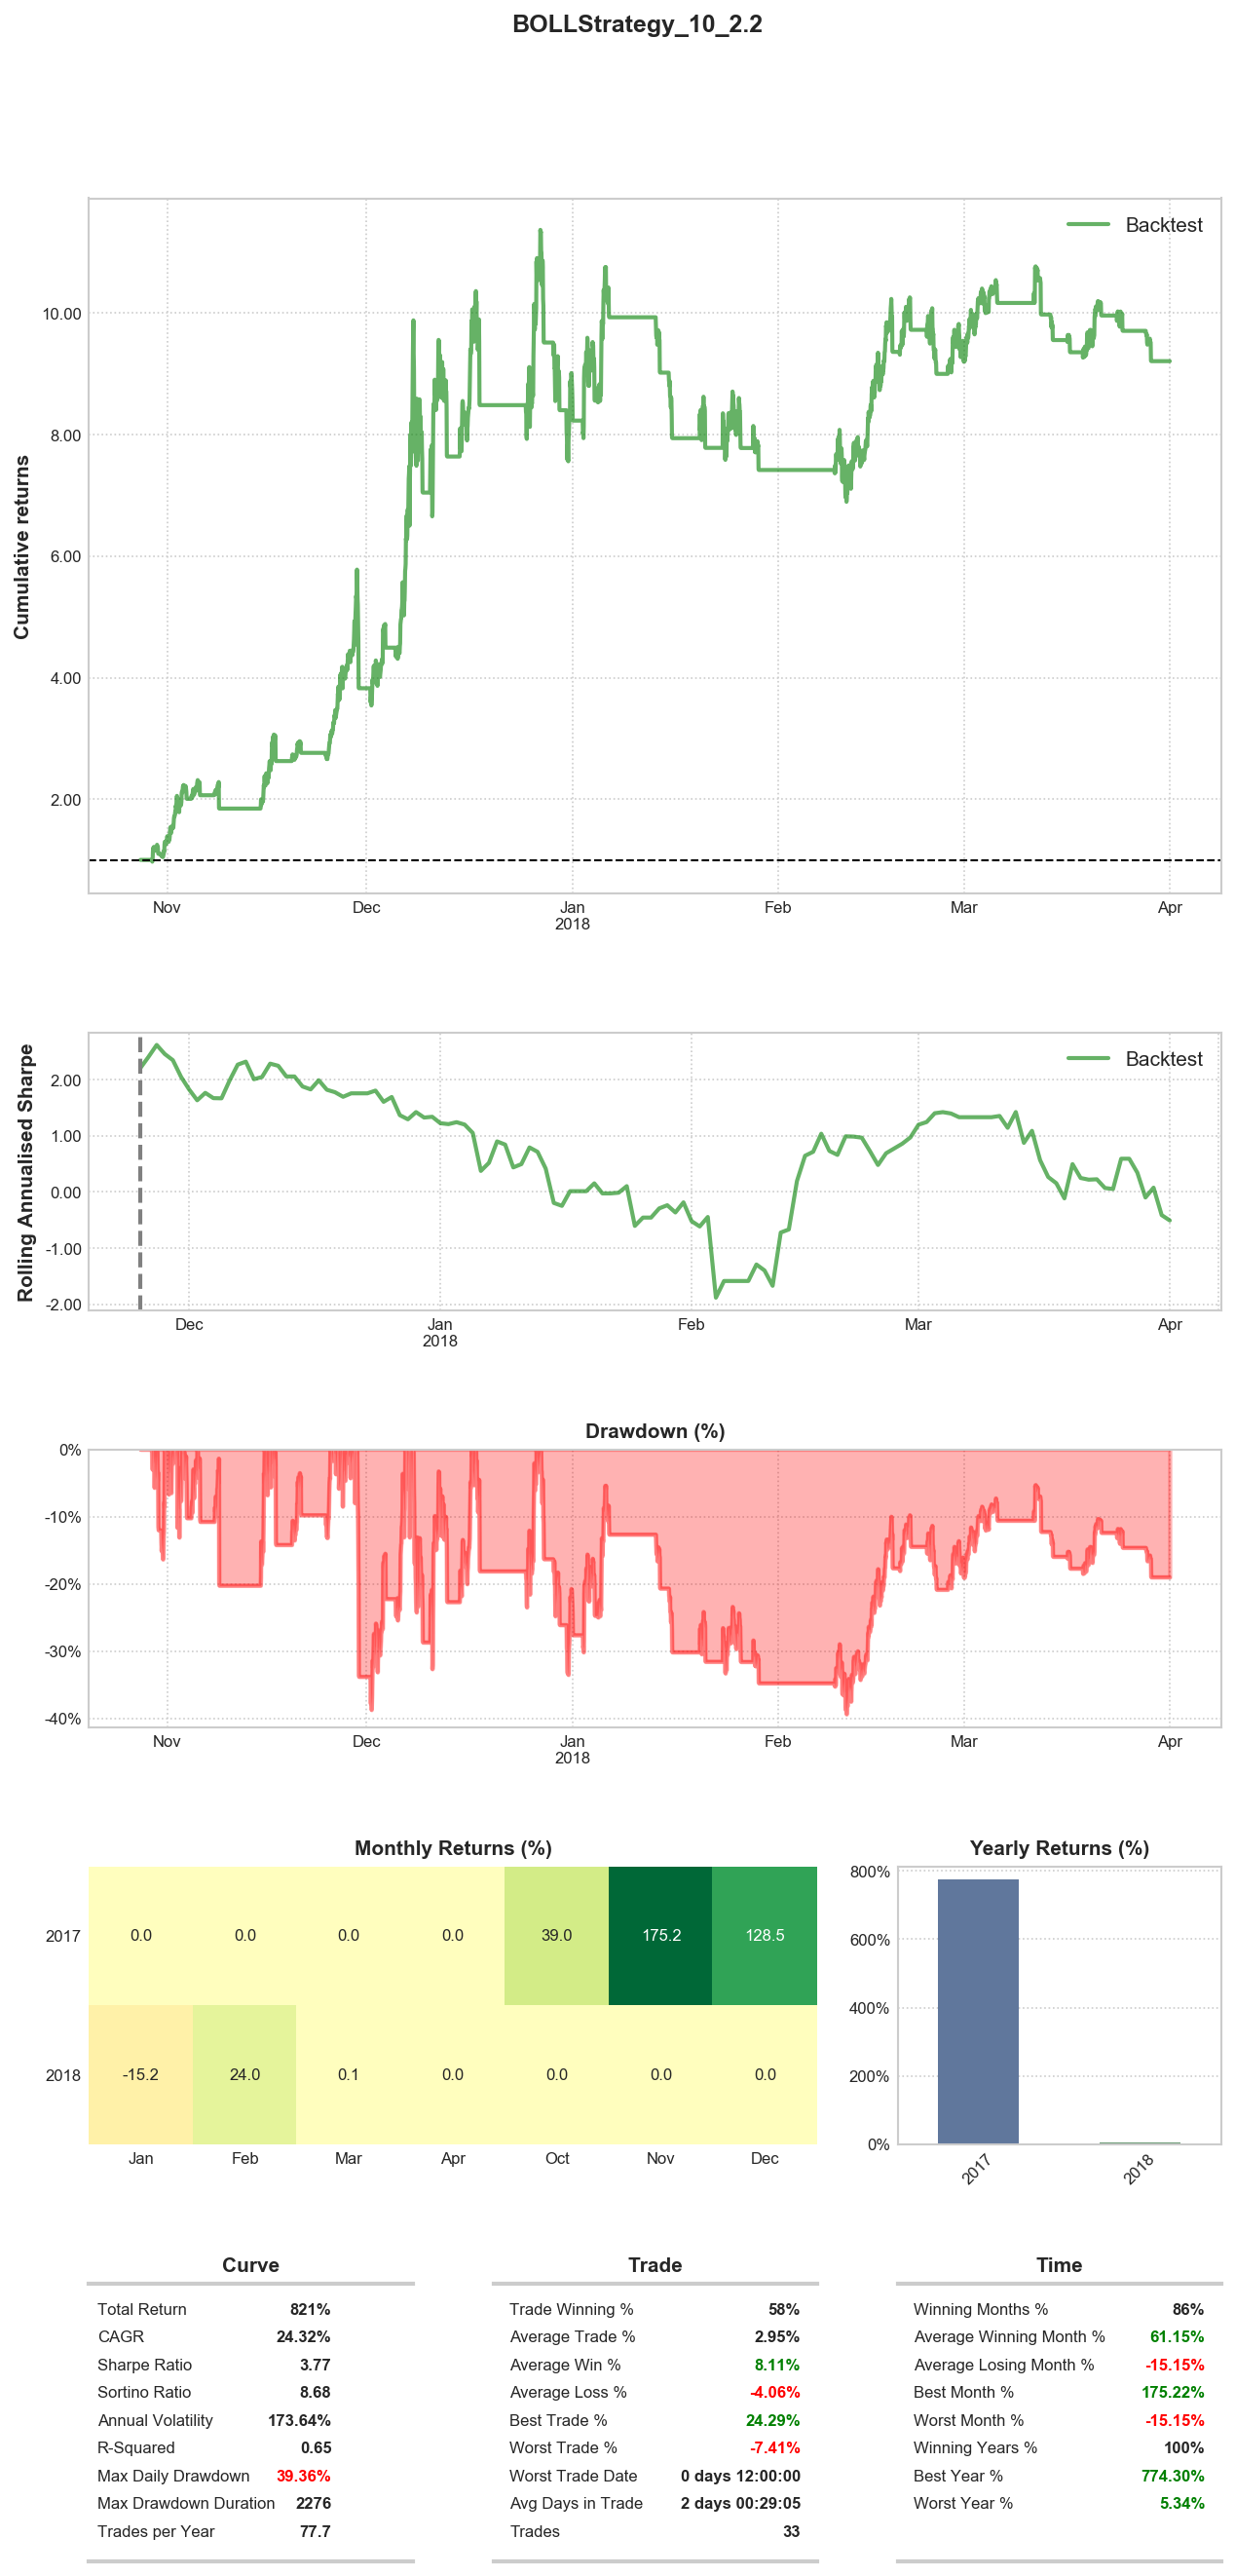 BOLLStrategy_10_2.2
Backtest
Cumulative returns
10.00
8.00
6.00
4.00
2.00
Nov Dec Jan Feb Mar Apr
2018
Backtest
Rolling Annualised Sharpe
2.00
1.00
0.00
-1.00
-2.00
Dec Jan Feb Mar Apr
2018
Drawdown (%)
0%
-10%
-20%
-30%
-40%
Nov Dec Jan Feb Mar Apr
2018
Monthly Returns (%)
2017 0.0 0.0 0.0 0.0 39.0 175.2 128.5
2018 -15.2 24.0 0.1 0.0 0.0 0.0 0.0
Jan Feb Mar Apr Oct Nov Dec
Yearly Returns (%)
800%
600%
400%
200%
0%
2017 2018
Curve
Total Return 821%
CAGR 24.32%
Sharpe Ratio 3.77
Sortino Ratio 8.68
Annual Volatility 173.64%
R-Squared 0.65
Max Daily Drawdown 39.36%
Max Drawdown Duration 2276
Trades per Year 77.7
Trade
Trade Winning % 58%
Average Trade % 2.95%
Average Win % 8.11%
Average Loss % -4.06%
Best Trade % 24.29%
Worst Trade % -7.41%
Worst Trade Date 0 days 12:00:00
Avg Days in Trade 2 days 00:29:05
Trades 33
Time
Winning Months % 86%
Average Winning Month % 61.15%
Average Losing Month % -15.15%
Best Month % 175.22%
Worst Month % -15.15%
Winning Years % 100%
Best Year % 774.30%
Worst Year % 5.34%